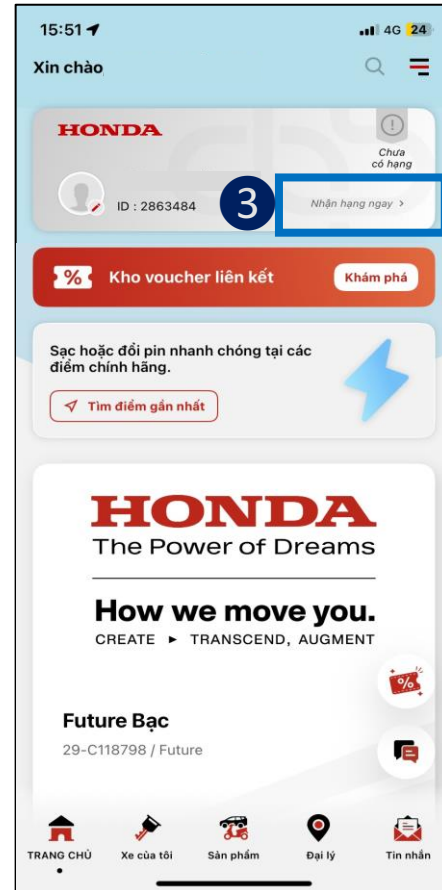 15:51
4G 24
Xin chào
HONDA
Chưa
có hạng
ID : 2863484
3
Nhận hạng ngay >
% Kho voucher liên kết
Khám phá
Sạc hoặc đổi pin nhanh chóng tại các
điểm chính hãng.
Tìm điểm gần nhất
HONDA
The Power of Dreams
How we move you.
CREATE ► TRANSCEND, AUGMENT
%
Future Bạc
29-C118798 / Future
TRANG CHỦ
Xe của tôi
Sản phẩm
Đại lý
Tin nhắn